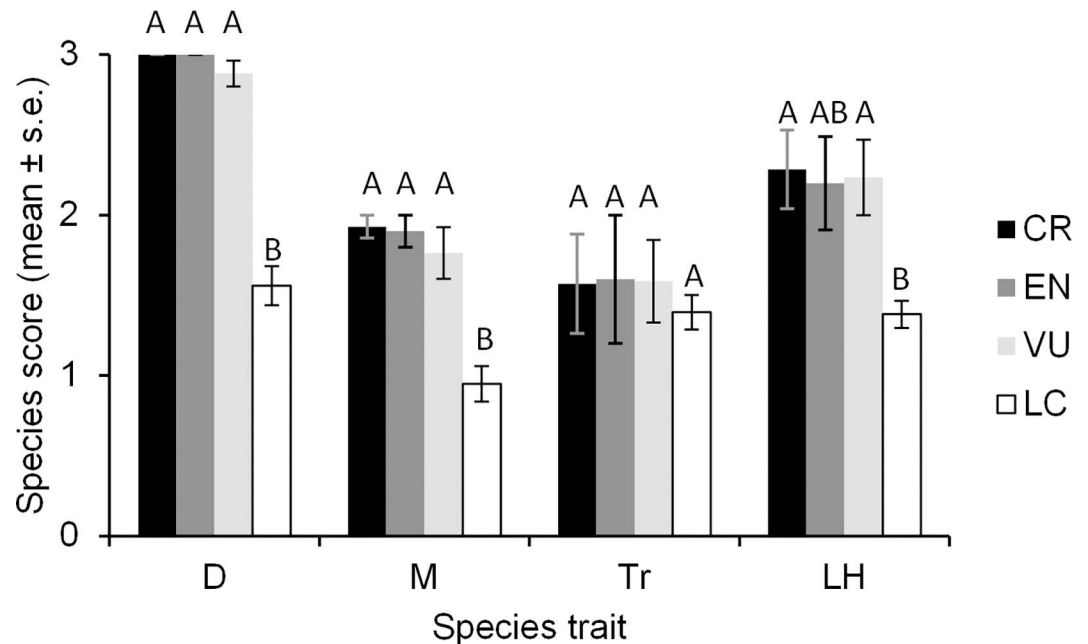 A A A
3
A AB A
A A A
A A A
A
2
B
B
B
1
0
Species score (mean ± s.e.)
CR
EN
VU
LC
D M Tr LH
Species trait